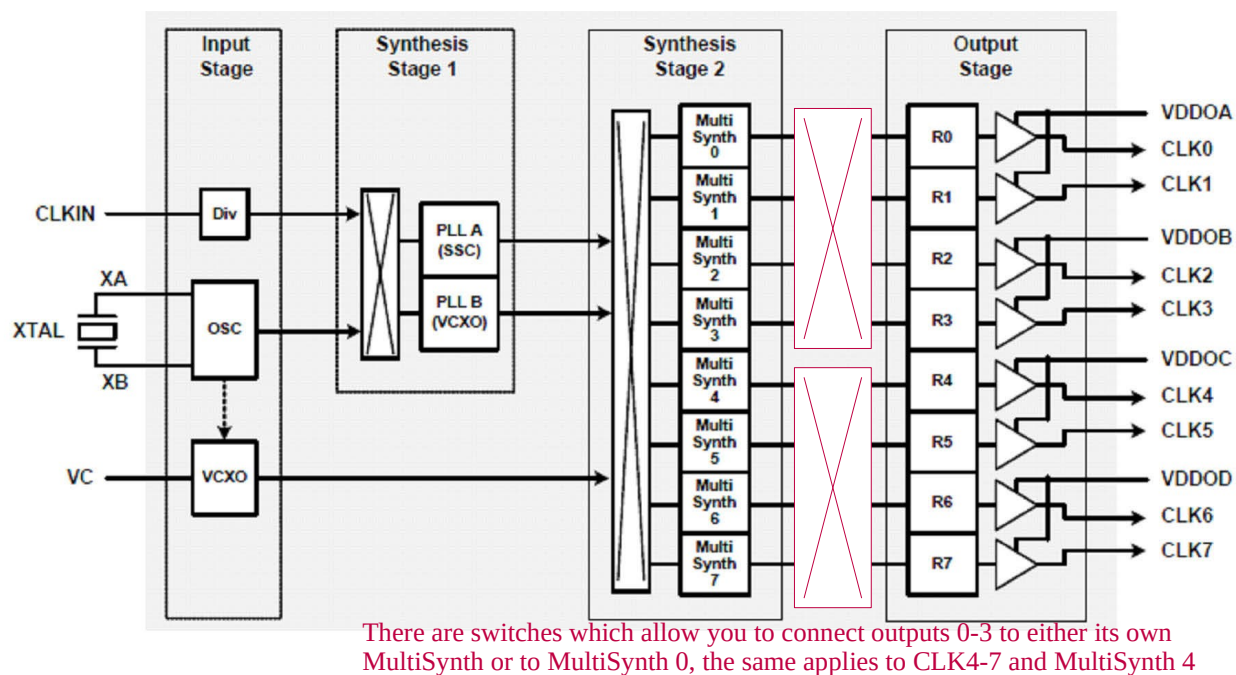 Input
Stage
Synthesis
Stage 1
Synthesis
Stage 2
Output
Stage
CLKIN
Div
XA
XTAL
XB
OSC
VC
VCXO
PLL A
(SSC)
PLL B
(VCXO)
Multi
Synth
0
Multi
Synth
1
Multi
Synth
2
Multi
Synth
3
Multi
Synth
4
Multi
Synth
5
Multi
Synth
6
Multi
Synth
7
R0
R1
R2
R3
R4
R5
R6
R7
VDDOA
CLK0
CLK1
VDDOB
CLK2
CLK3
VDDOC
CLK4
CLK5
VDDOD
CLK6
CLK7
There are switches which allow you to connect outputs 0-3 to either its own
MultiSynth or to MultiSynth 0, the same applies to CLK4-7 and MultiSynth 4